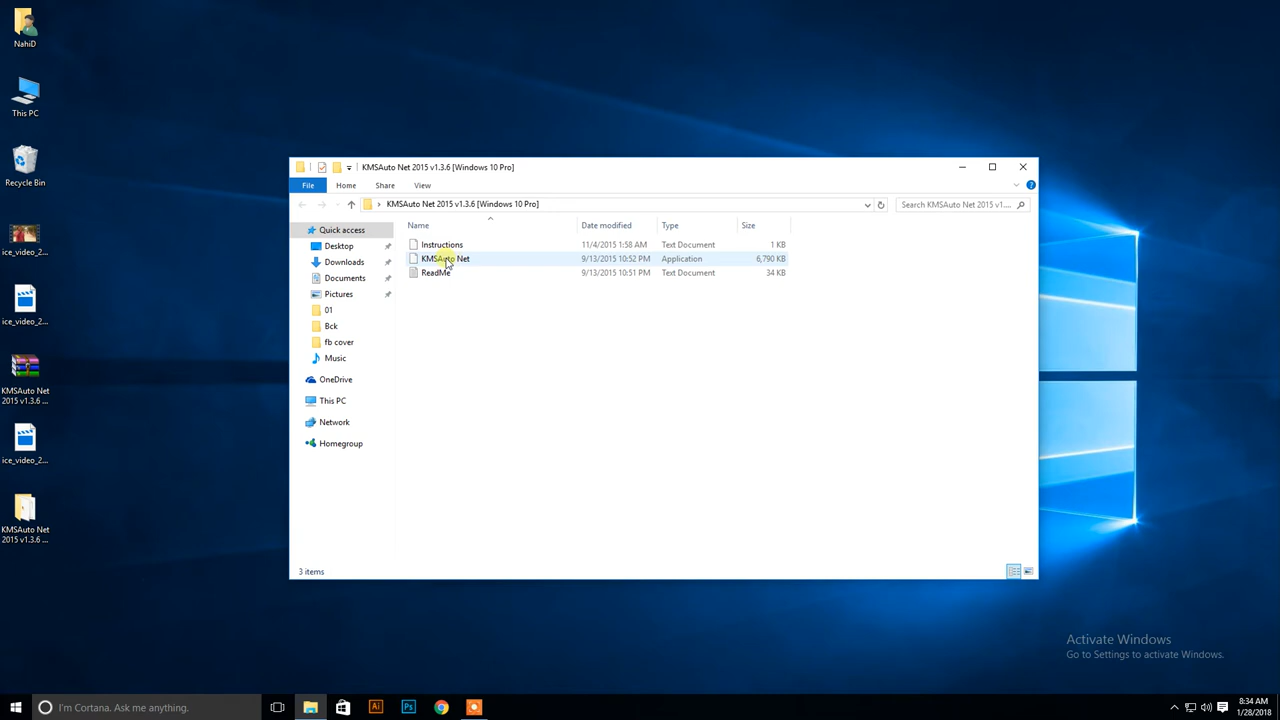 NahiD
This PC
Recycle Bin
ice_video_2...
ice_video_2...
KMSAuto Net
2015 v1.3.6 ...
ice_video_2...
KMSAuto Net
2015 v1.3.6 ...
KMSAuto Net 2015 v1.3.6 [Windows 10 Pro]
File Home Share View
KMSAuto Net 2015 v1.3.6 [Windows 10 Pro]
Search KMSAuto Net 2015 v1....
Quick access
Desktop
Downloads
Documents
Pictures
01
Bck
fb cover
Music
OneDrive
This PC
Network
Homegroup
Name Date modified Type Size
Instructions 11/4/2015 1:58 AM Text Document 1 KB
KMSAuto Net 9/13/2015 10:52 PM Application 6,790 KB
ReadMe 9/13/2015 10:51 PM Text Document 34 KB
3 items
Activate Windows
Go to Settings to activate Windows.
I'm Cortana. Ask me anything.
Ai
Ps
8:34 AM
1/28/2018